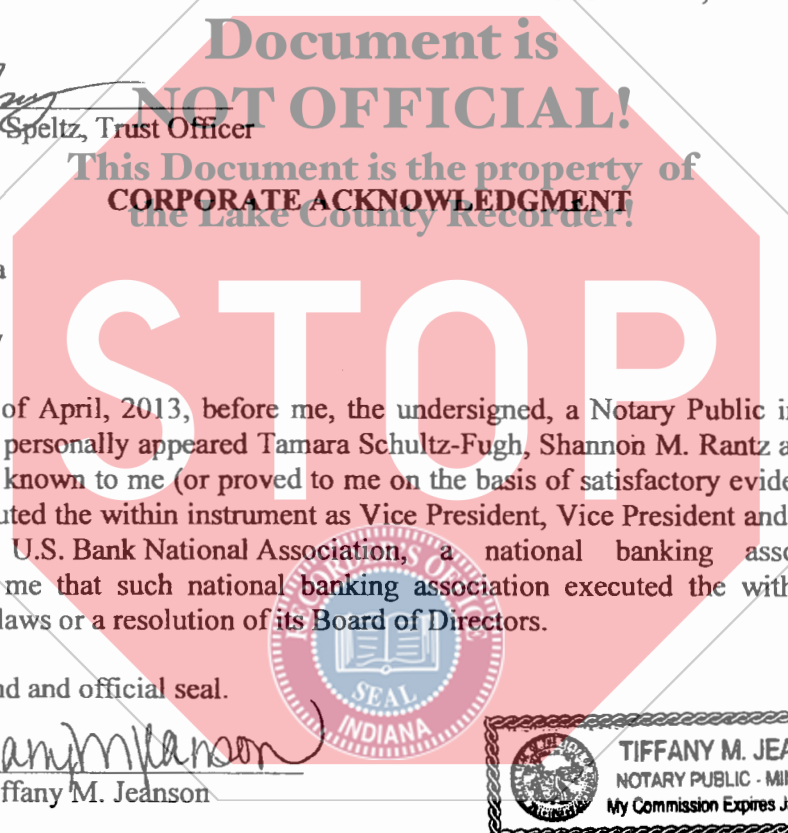 Document is
NOT OFFICIAL!
Speltz, Trust Officer
This Document is the property of
CORPORATE ACKNOWLEDGMENT
the Lake County Recorder!
a
STOP
of April, 2013, before me, the undersigned, a Notary Public i
personally appeared Tamara Schultz-Fugh, Shannon M. Rantz a
known to me (or proved to me on the basis of satisfactory evide
uted the within instrument as Vice President, Vice President and
U.S. Bank National Association, a national banking asso
me that such national banking association executed the with
laws or a resolution of its Board of Directors.
RECORDER'S OFFICE
SEAL
INDIANA
nd and official seal.
any M Jeanson
ffany M. Jeanson
TIFFANY M. JEA
NOTARY PUBLIC - MI
My Commission Expires J